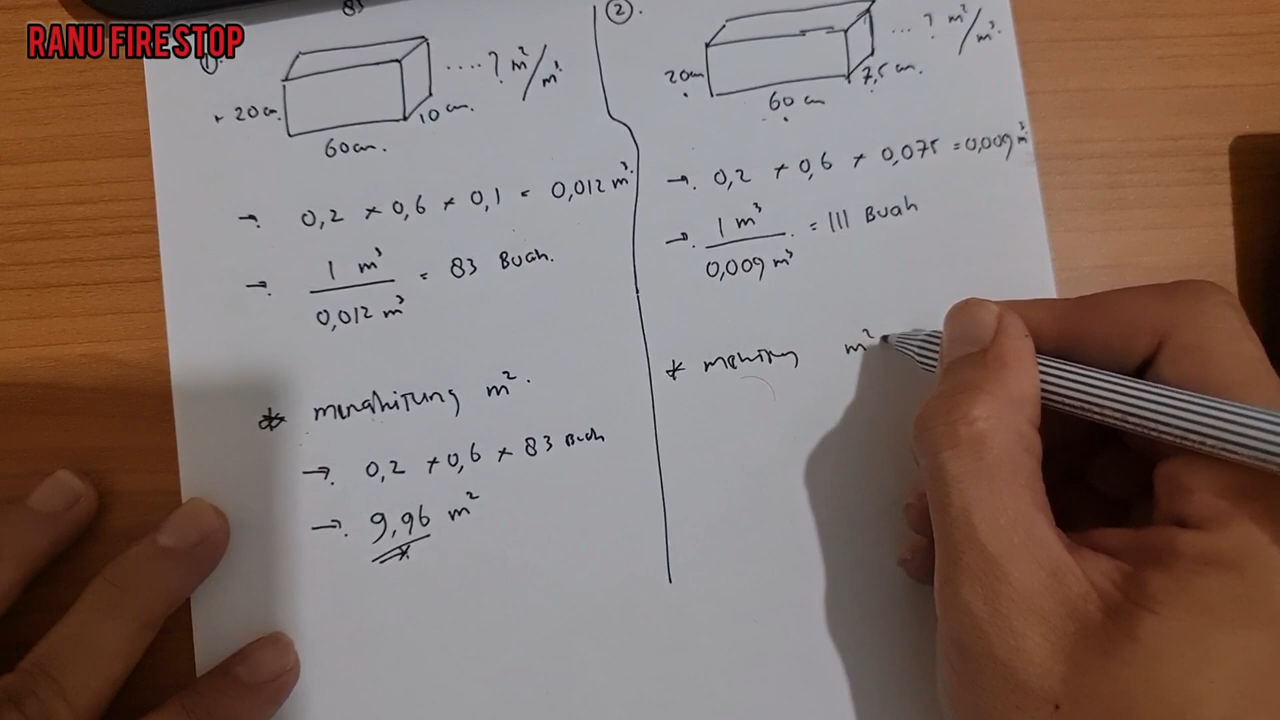 RANU FIRE STOP
83
1.
.... ? m²/m³
+ 20 cm.
10 cm.
60 cm.
→ 0,2 × 0,6 × 0,1 = 0,012 m³.
→ 1 m³ / 0,012 m³ = 83 Buah.
* menghitung m².
→ 0,2 × 0,6 × 83 Buah
→ 9,96 m²
2.
... ? m²/m³
20 cm
7,5 cm.
60 cm
→ 0,2 × 0,6 × 0,075 = 0,009 m³
→ 1 m³ / 0,009 m³ = 111 Buah
* m²